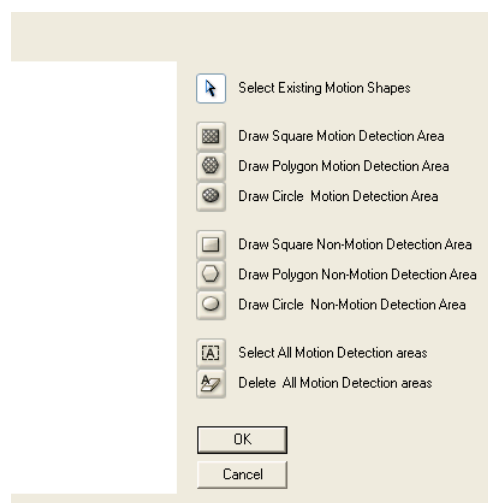 Select Existing Motion Shapes
Draw Square Motion Detection Area
Draw Polygon Motion Detection Area
Draw Circle Motion Detection Area
Draw Square Non-Motion Detection Area
Draw Polygon Non-Motion Detection Area
Draw Circle Non-Motion Detection Area
[A] Select All Motion Detection areas
A Delete All Motion Detection areas
OK
Cancel